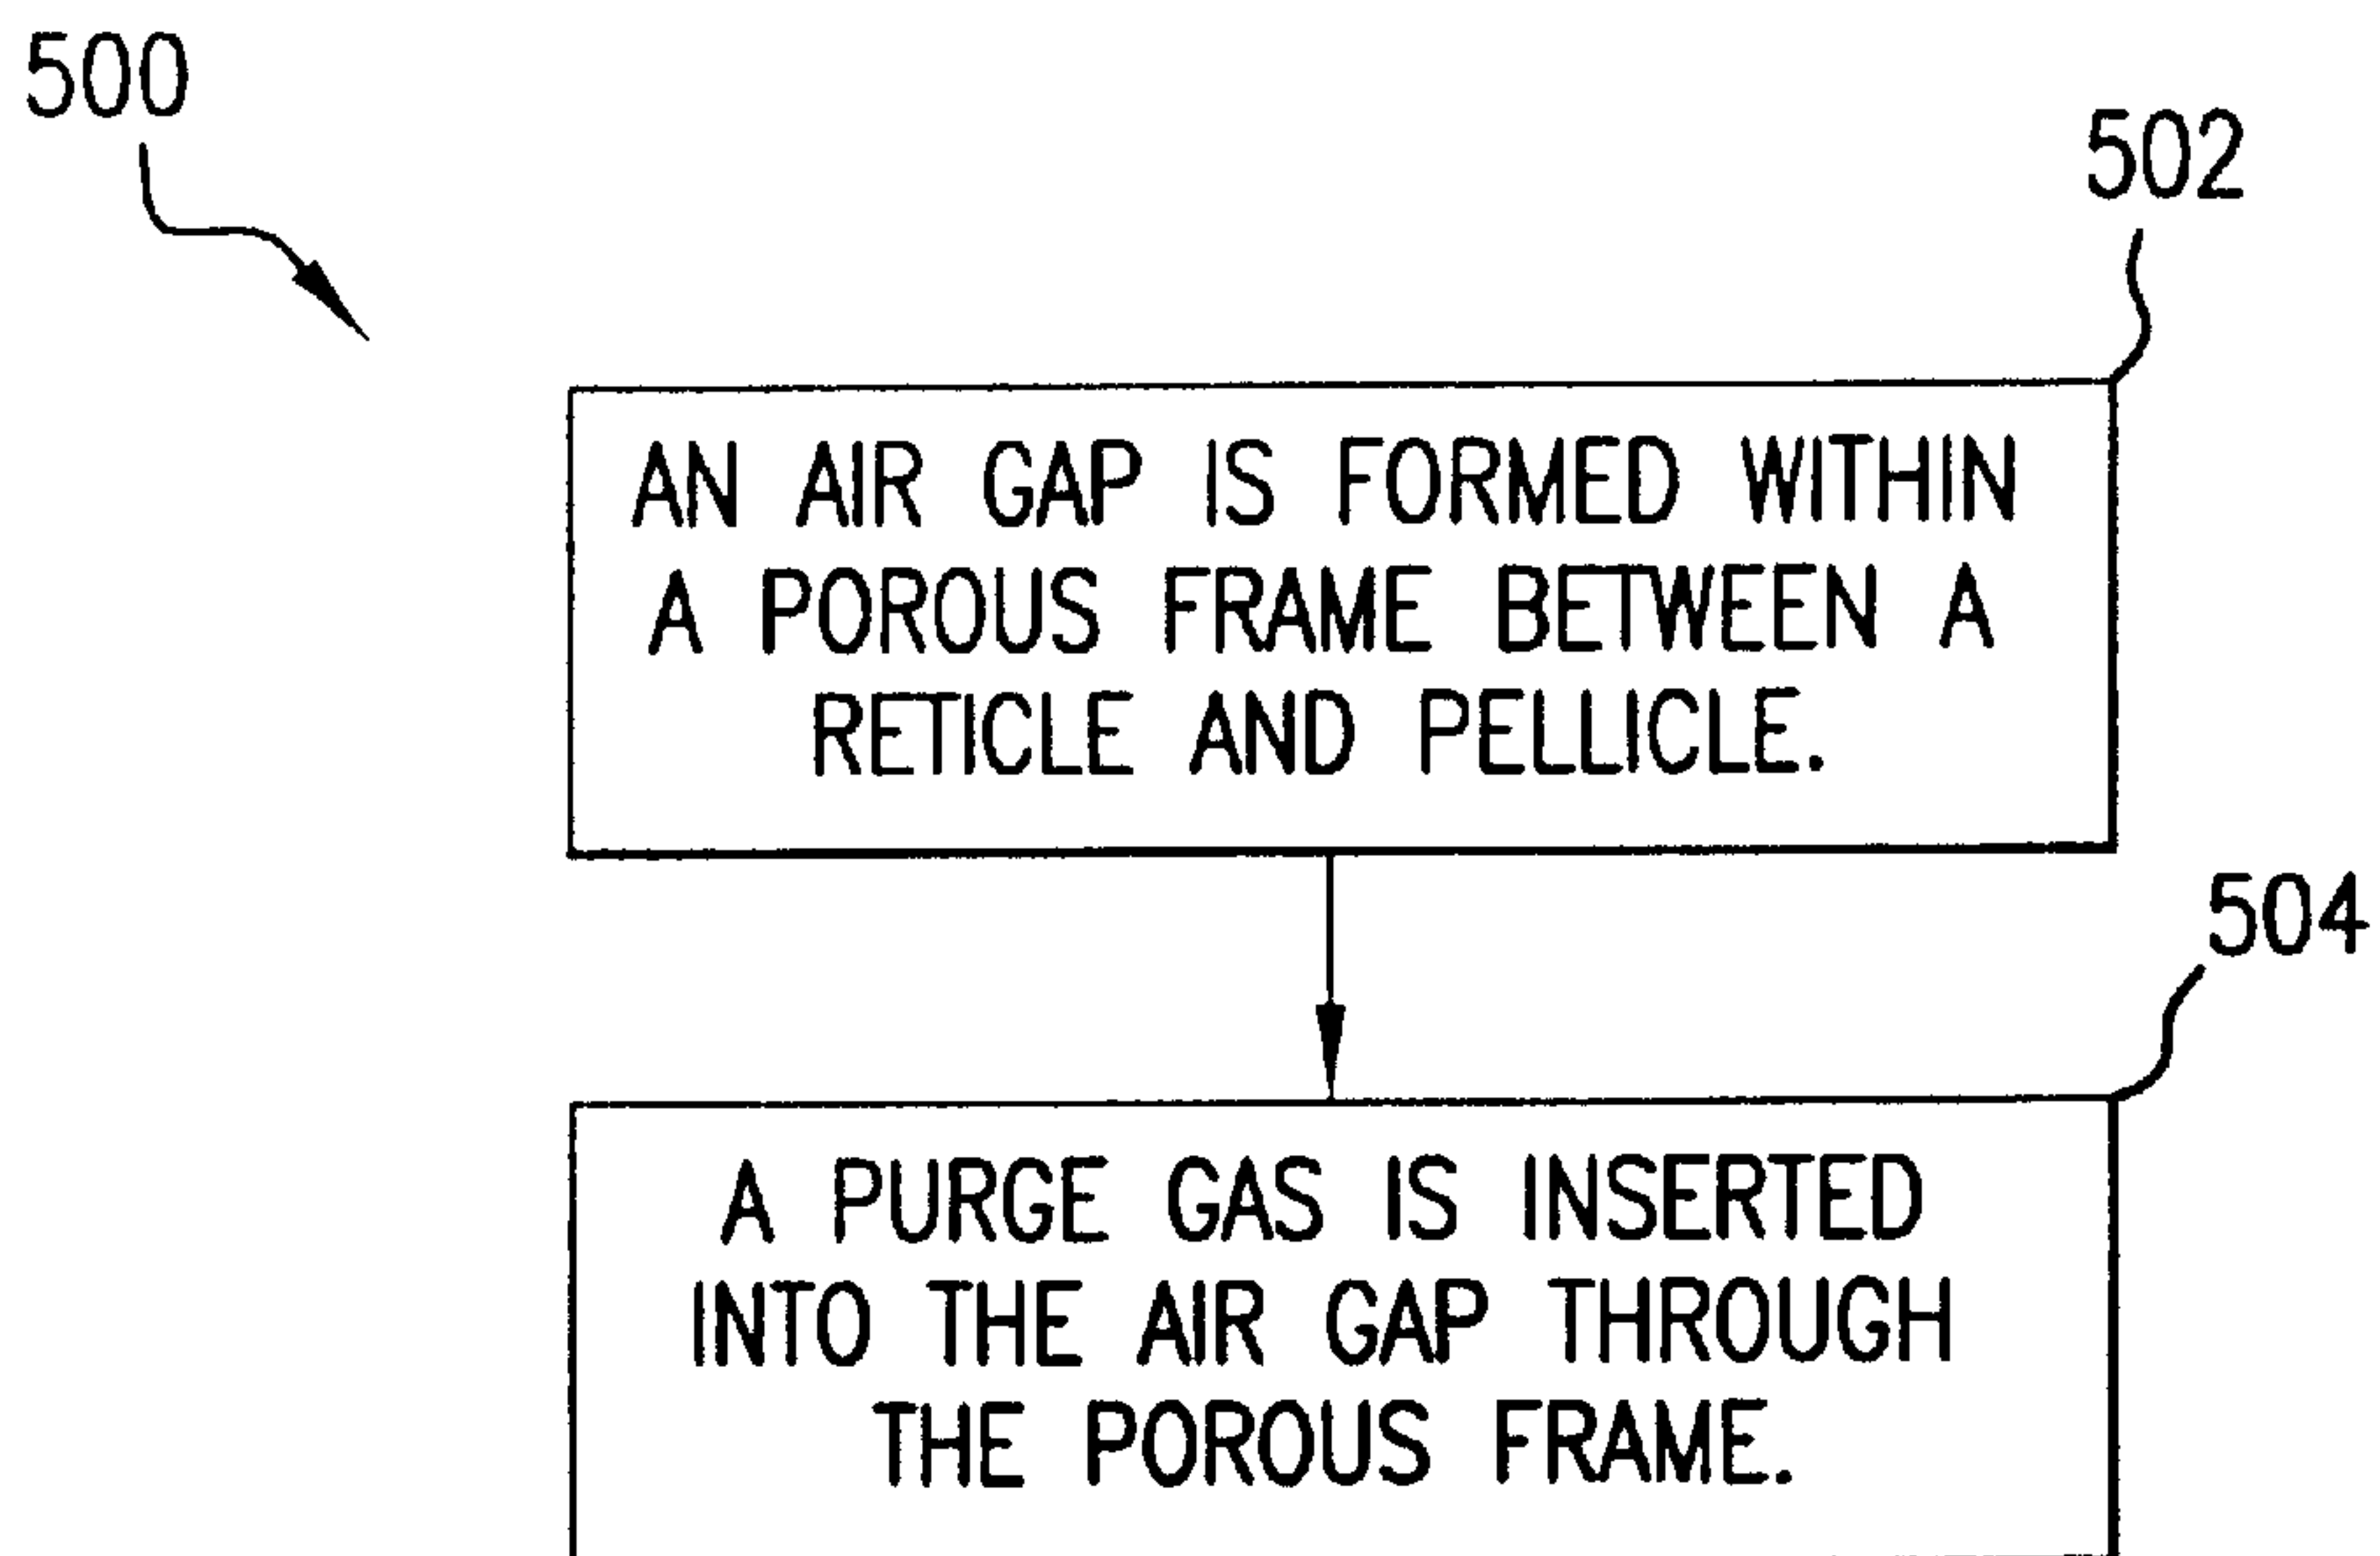 500
502
AN AIR GAP IS FORMED WITHIN
A POROUS FRAME BETWEEN A
RETICLE AND PELLICLE.
504
A PURGE GAS IS INSERTED
INTO THE AIR GAP THROUGH
THE POROUS FRAME.